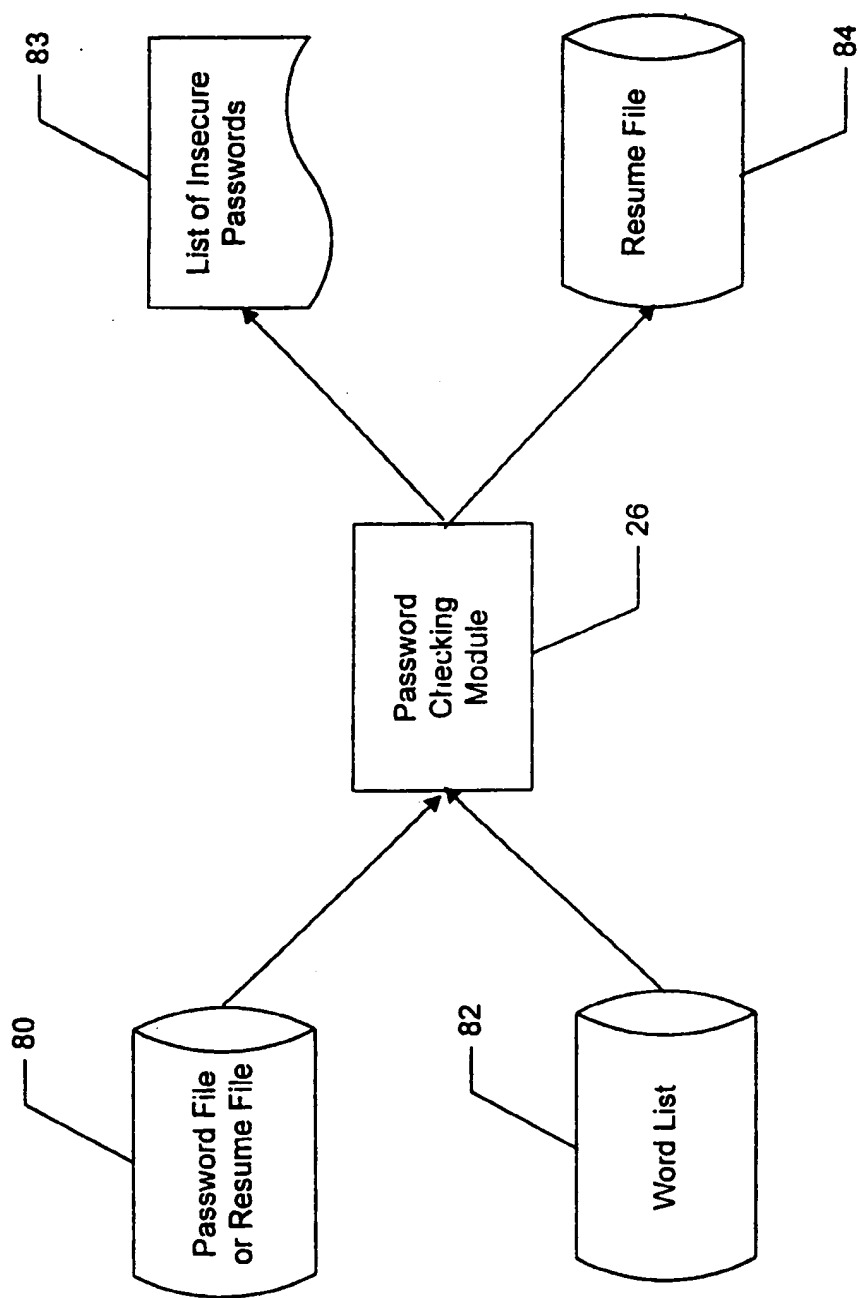 80
Password File
or Resume File
82
Word List
Password
Checking
Module
26
83
List of Insecure
Passwords
Resume File
84